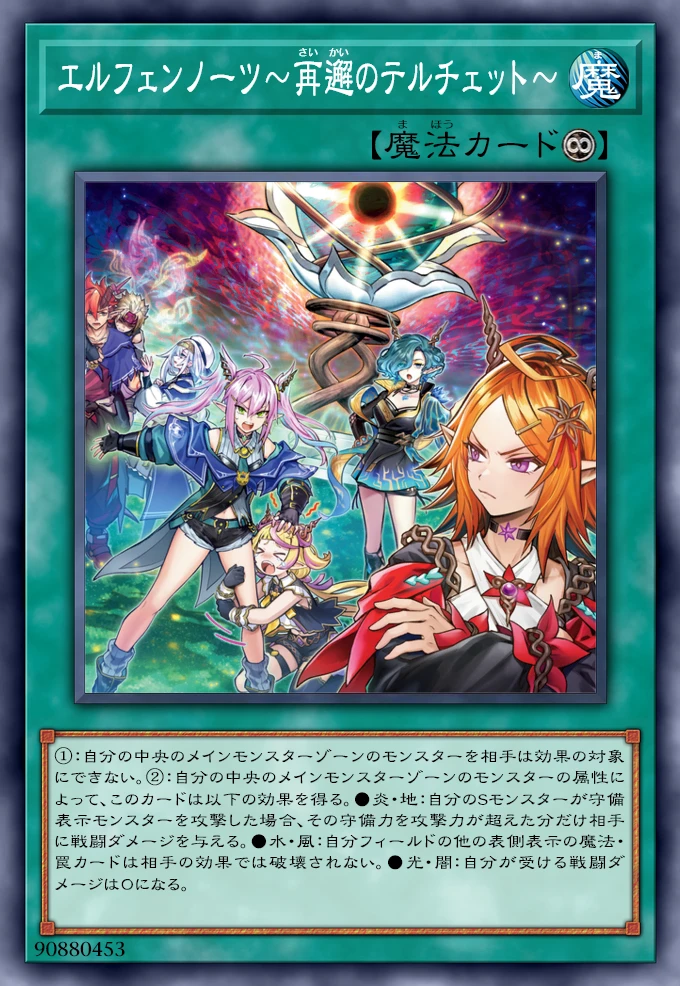 さい かい
エルフェンノーツ～再邂のテルチェット～
ま
魔
ま ほう
【魔法カード∞】
①：自分の中央のメインモンスターゾーンのモンスターを相手は効果の対象
にできない。②：自分の中央のメインモンスターゾーンのモンスターの属性に
よって、このカードは以下の効果を得る。●炎・地：自分のSモンスターが守備
表示モンスターを攻撃した場合、その守備力を攻撃力が超えた分だけ相手
に戦闘ダメージを与える。●水・風：自分フィールドの他の表側表示の魔法・
罠カードは相手の効果では破壊されない。●光・闇：自分が受ける戦闘ダ
メージは０になる。
90880453